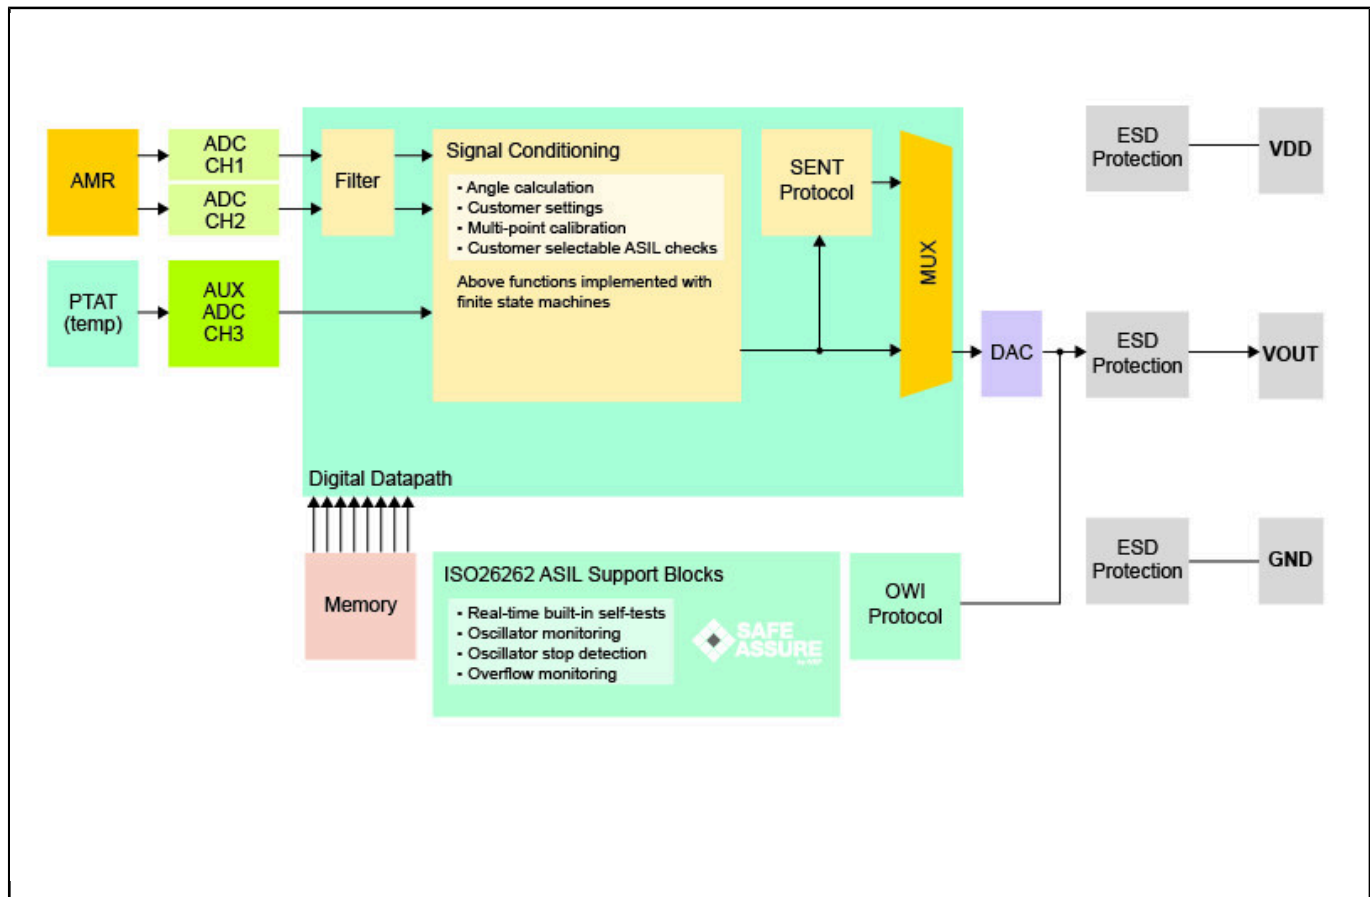 AMR
ADC
CH1
ADC
CH2
PTAT
(temp)
AUX
ADC
CH3
Filter
Signal Conditioning
▪ Angle calculation
▪ Customer settings
▪ Multi-point calibration
▪ Customer selectable ASIL checks
Above functions implemented with
finite state machines
SENT
Protocol
MUX
DAC
Digital Datapath
Memory
ISO26262 ASIL Support Blocks
▪ Real-time built-in self-tests
▪ Oscillator monitoring
▪ Oscillator stop detection
▪ Overflow monitoring
SAFE
ASSURE
OWI
Protocol
ESD
Protection
VDD
ESD
Protection
VOUT
ESD
Protection
GND